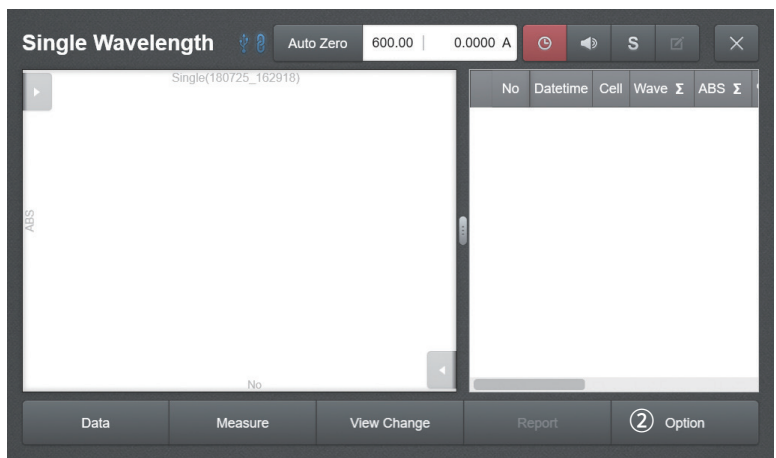 Single Wavelength Auto Zero 600.00 0.0000 A S
Single(180725_162918)
ABS
No
No Datetime Cell Wave Σ ABS Σ
Data Measure View Change Report ② Option